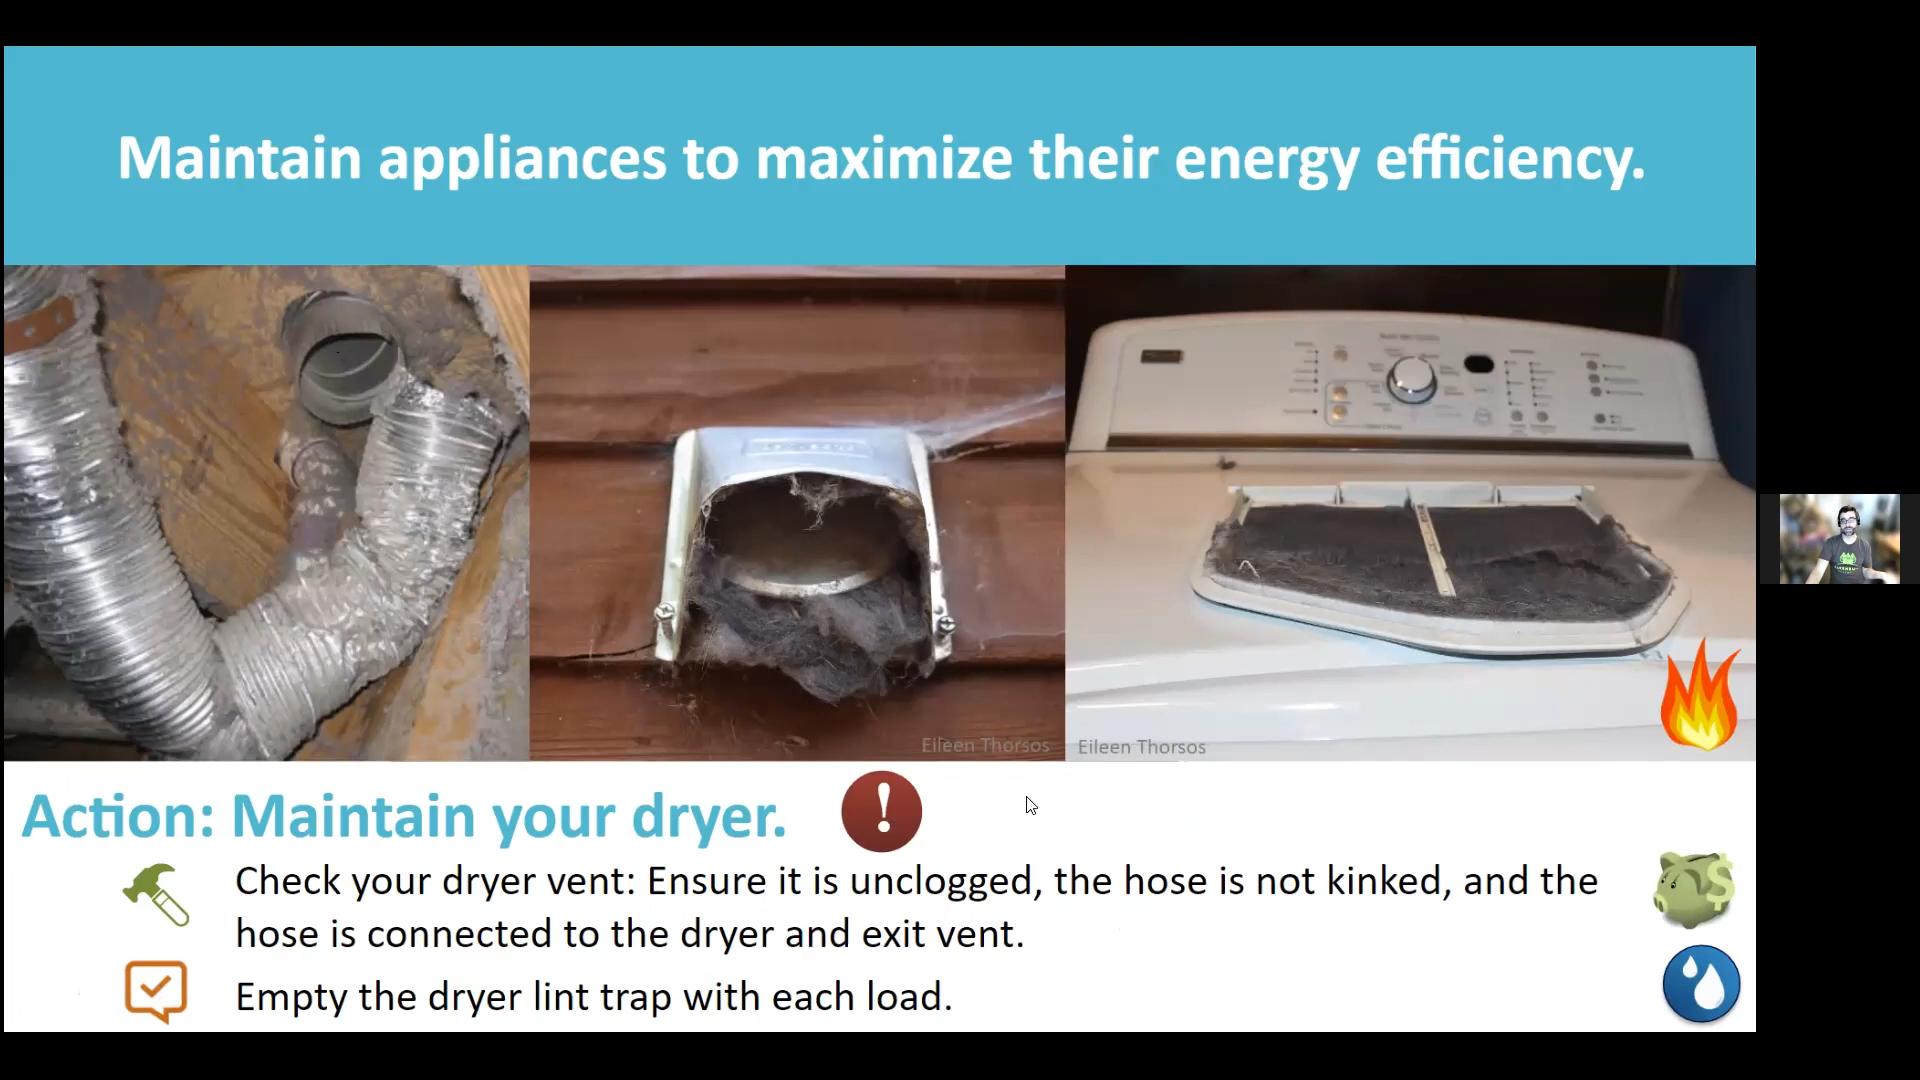 Maintain appliances to maximize their energy efficiency.
Eileen Thorsos
Eileen Thorsos
Action: Maintain your dryer.
!
Check your dryer vent: Ensure it is unclogged, the hose is not kinked, and the
hose is connected to the dryer and exit vent.
$
Empty the dryer lint trap with each load.